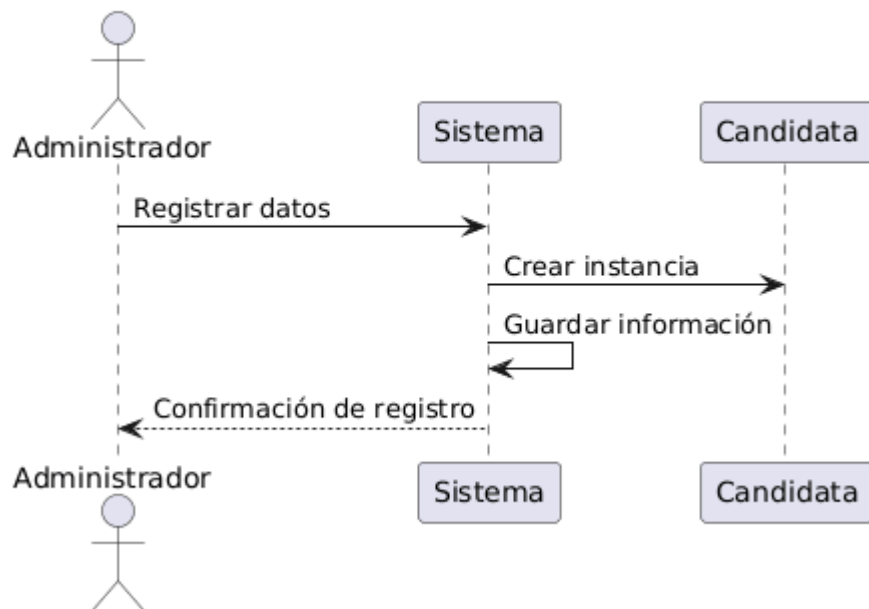 Administrador
Sistema
Candidata
Registrar datos
Crear instancia
Guardar información
Confirmación de registro
Administrador
Sistema
Candidata